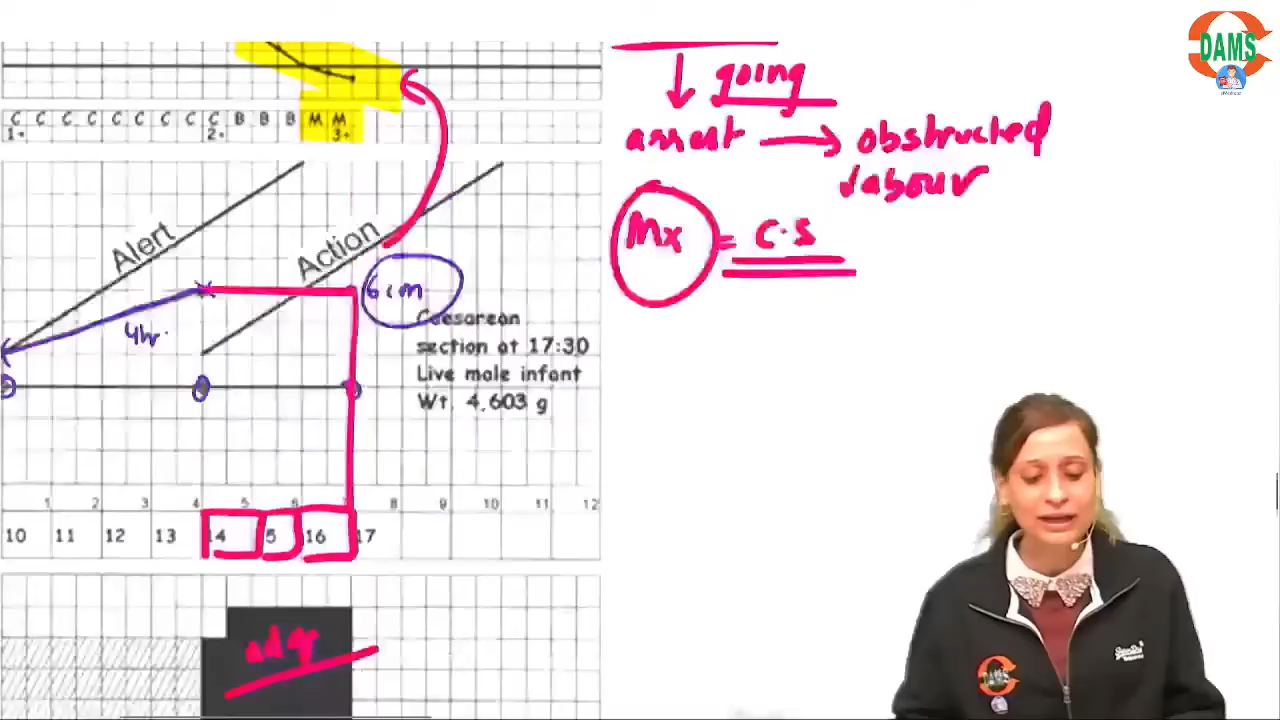 DAMS
going
arrest → obstructed
labour
Mx = C.S
C C C C C C C C C B B B M M
1+ 2+ 3+
Alert
Action
4hr.
6cm
Caesarean
section at 17:30
Live male infant
Wt. 4,603 g
1 2 3 4 5 6 7 8 9 10 11 12
10 11 12 13 14 5 16 17
adq
DAMS